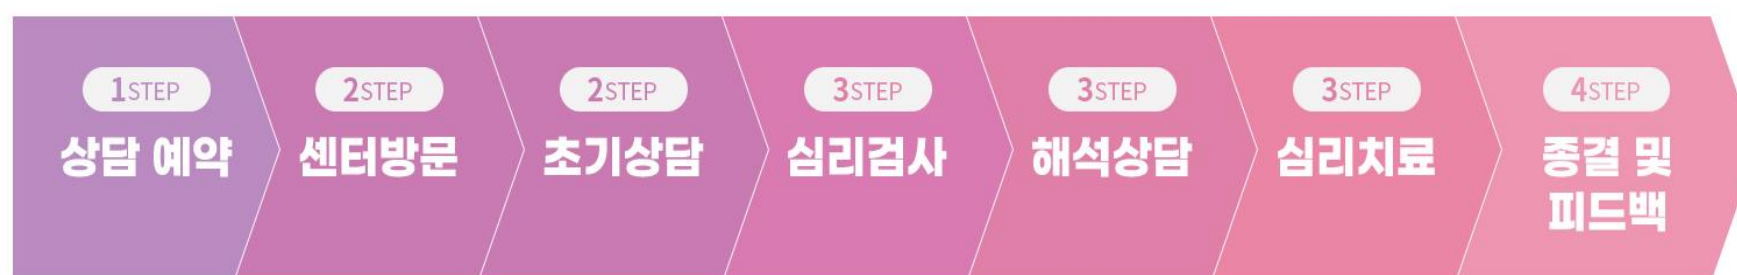 1STEP
상담 예약
2STEP
센터방문
2STEP
초기상담
3STEP
심리검사
3STEP
해석상담
3STEP
심리치료
4STEP
종결 및
피드백